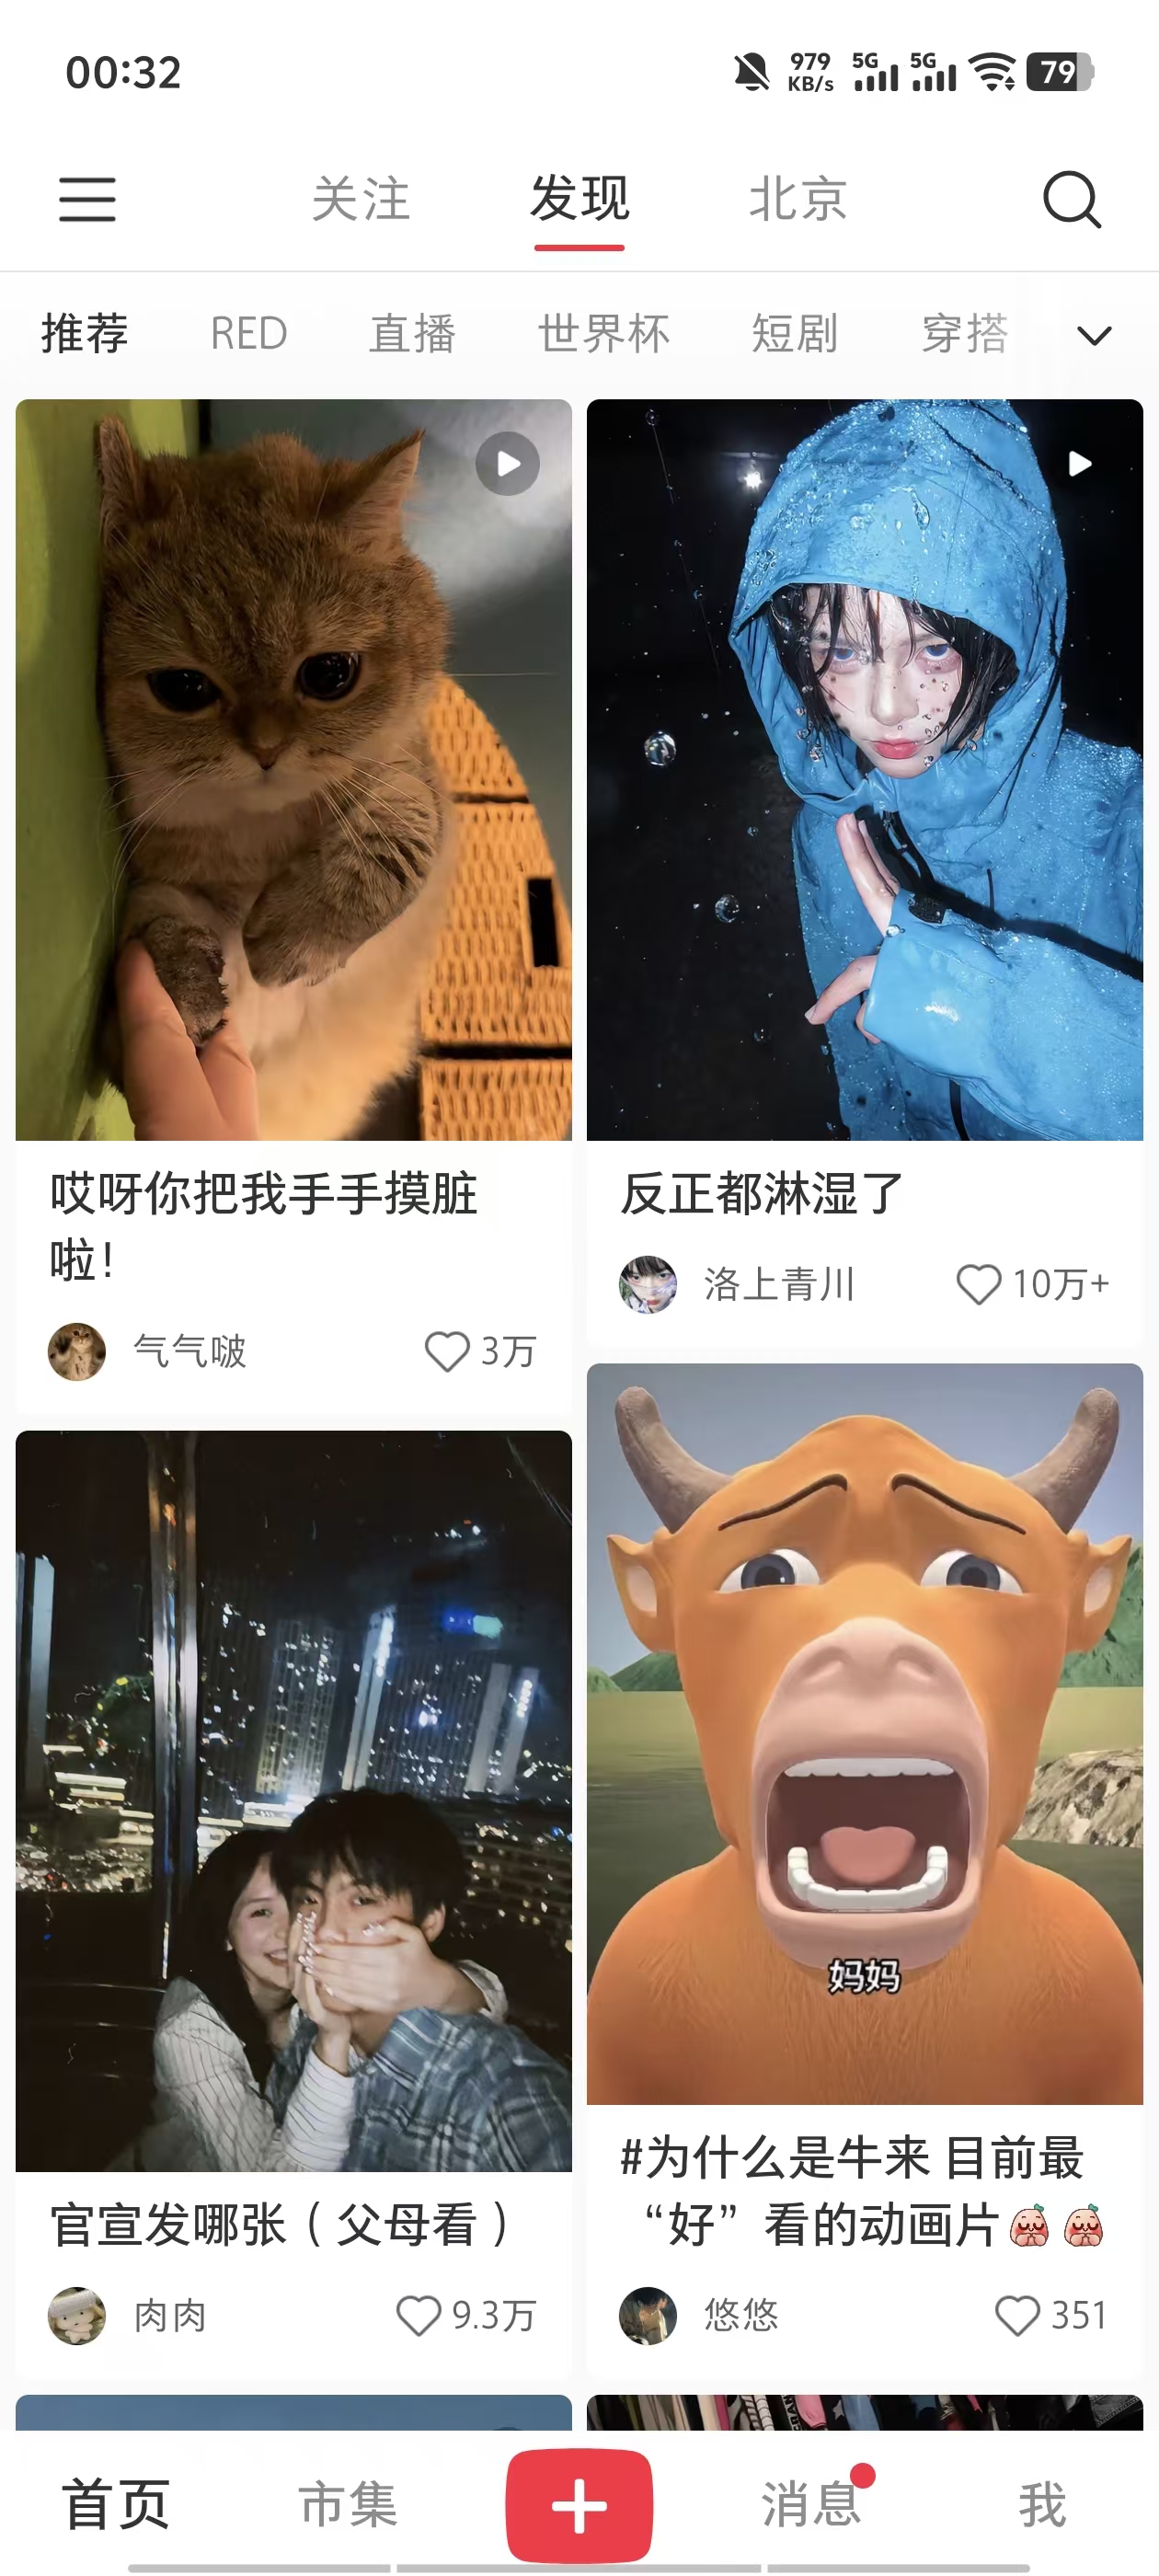 00:32
979 KB/s 5G 5G 79
关注 发现 北京
推荐 RED 直播 世界杯 短剧 穿搭
哎呀你把我手手摸脏
啦！
气气啵 3万
反正都淋湿了
洛上青川 10万+
官宣发哪张（父母看）
肉肉 9.3万
妈妈
#为什么是牛来 目前最
“好”看的动画片
悠悠 351
首页 市集 消息 我